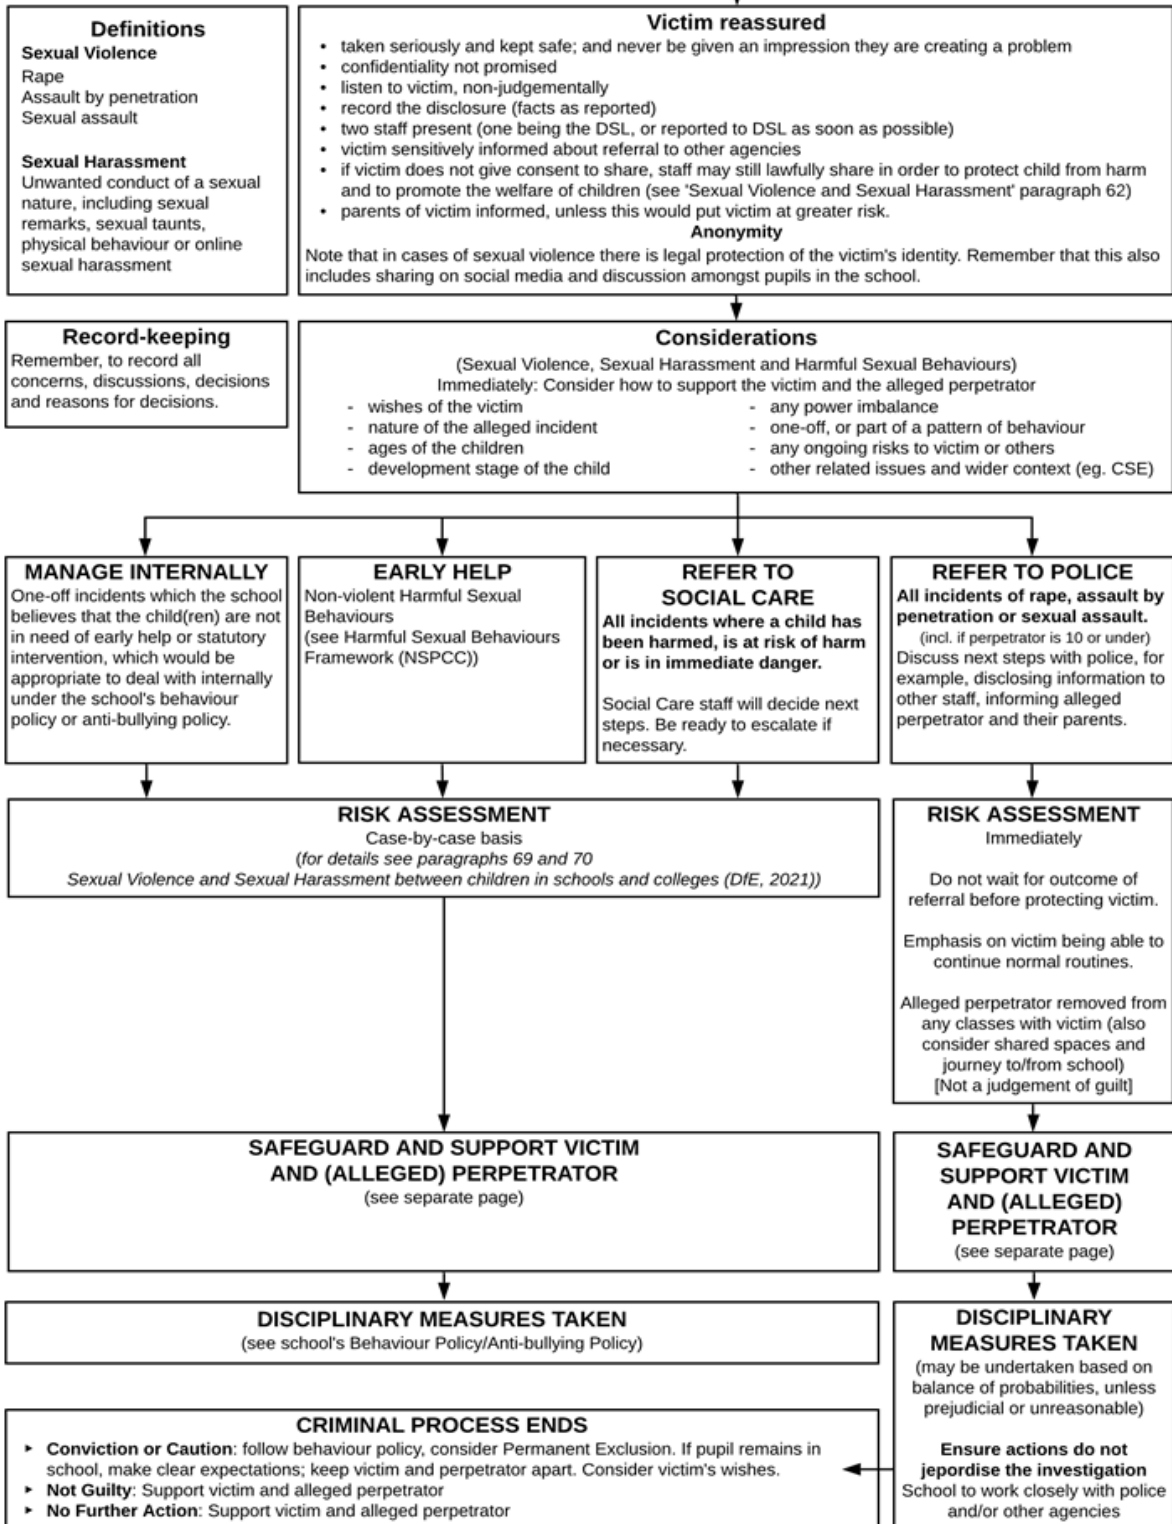 Definitions
Sexual Violence
Rape
Assault by penetration
Sexual assault
Sexual Harassment
Unwanted conduct of a sexual
nature, including sexual
remarks, sexual taunts,
physical behaviour or online
sexual harassment
Victim reassured
• taken seriously and kept safe; and never be given an impression they are creating a problem
• confidentiality not promised
• listen to victim, non-judgementally
• record the disclosure (facts as reported)
• two staff present (one being the DSL, or reported to DSL as soon as possible)
• victim sensitively informed about referral to other agencies
• if victim does not give consent to share, staff may still lawfully share in order to protect child from harm
and to promote the welfare of children (see 'Sexual Violence and Sexual Harassment' paragraph 62)
• parents of victim informed, unless this would put victim at greater risk.
Anonymity
Note that in cases of sexual violence there is legal protection of the victim's identity. Remember that this also
includes sharing on social media and discussion amongst pupils in the school.
Record-keeping
Remember, to record all
concerns, discussions, decisions
and reasons for decisions.
Considerations
(Sexual Violence, Sexual Harassment and Harmful Sexual Behaviours)
Immediately: Consider how to support the victim and the alleged perpetrator
- wishes of the victim
- nature of the alleged incident
- ages of the children
- development stage of the child
- any power imbalance
- one-off, or part of a pattern of behaviour
- any ongoing risks to victim or others
- other related issues and wider context (eg. CSE)
MANAGE INTERNALLY
One-off incidents which the school
believes that the child(ren) are not
in need of early help or statutory
intervention, which would be
appropriate to deal with internally
under the school's behaviour
policy or anti-bullying policy.
EARLY HELP
Non-violent Harmful Sexual
Behaviours
(see Harmful Sexual Behaviours
Framework (NSPCC))
REFER TO
SOCIAL CARE
All incidents where a child has
been harmed, is at risk of harm
or is in immediate danger.
Social Care staff will decide next
steps. Be ready to escalate if
necessary.
REFER TO POLICE
All incidents of rape, assault by
penetration or sexual assault.
(incl. if perpetrator is 10 or under)
Discuss next steps with police, for
example, disclosing information to
other staff, informing alleged
perpetrator and their parents.
RISK ASSESSMENT
Case-by-case basis
(for details see paragraphs 69 and 70
Sexual Violence and Sexual Harassment between children in schools and colleges (DfE, 2021))
RISK ASSESSMENT
Immediately
Do not wait for outcome of
referral before protecting victim.
Emphasis on victim being able to
continue normal routines.
Alleged perpetrator removed from
any classes with victim (also
consider shared spaces and
journey to/from school)
[Not a judgement of guilt]
SAFEGUARD AND SUPPORT VICTIM
AND (ALLEGED) PERPETRATOR
(see separate page)
SAFEGUARD AND
SUPPORT VICTIM
AND (ALLEGED)
PERPETRATOR
(see separate page)
DISCIPLINARY MEASURES TAKEN
(see school's Behaviour Policy/Anti-bullying Policy)
DISCIPLINARY
MEASURES TAKEN
(may be undertaken based on
balance of probabilities, unless
prejudicial or unreasonable)
Ensure actions do not
jepordise the investigation
School to work closely with police
and/or other agencies
CRIMINAL PROCESS ENDS
▸ Conviction or Caution: follow behaviour policy, consider Permanent Exclusion. If pupil remains in
school, make clear expectations; keep victim and perpetrator apart. Consider victim's wishes.
▸ Not Guilty: Support victim and alleged perpetrator
▸ No Further Action: Support victim and alleged perpetrator